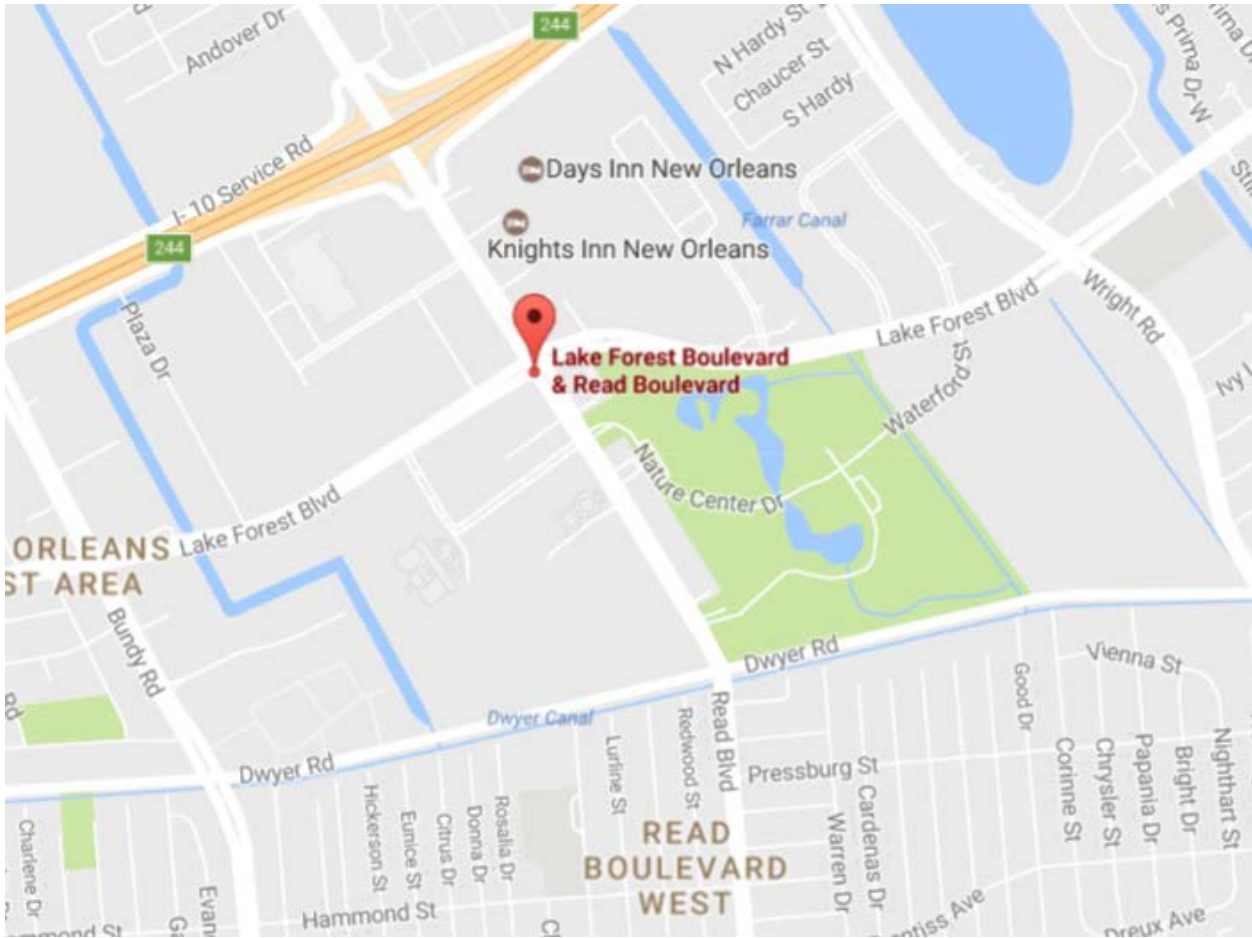 Andover Dr
244
N Hardy St
Chaucer St
S Hardy
Prima Dr W
I- 10 Service Rd
Days Inn New Orleans
244
Knights Inn New Orleans
Farrar Canal
Plaza Dr
Wright Rd
Lake Forest Blvd
Lake Forest Boulevard
& Read Boulevard
Waterford St
Nature Center Dr
Lake Forest Blvd
ORLEANS
ST AREA
Bundy Rd
Rd
Dwyer Rd
Vienna St
Good Dr
Dwyer Canal
Read Blvd
Redwood St
Lurline St
Dwyer Rd
Pressburg St
Nighthart St
Bright Dr
Papania Dr
Chrysler St
Corinne St
Cardenas Dr
Warren Dr
Hickerson St
Eunice St
Citrus Dr
Donna Dr
Rosalia Dr
Charlene Dr
READ
BOULEVARD
WEST
Hammond St
mmond St
Dreux Ave